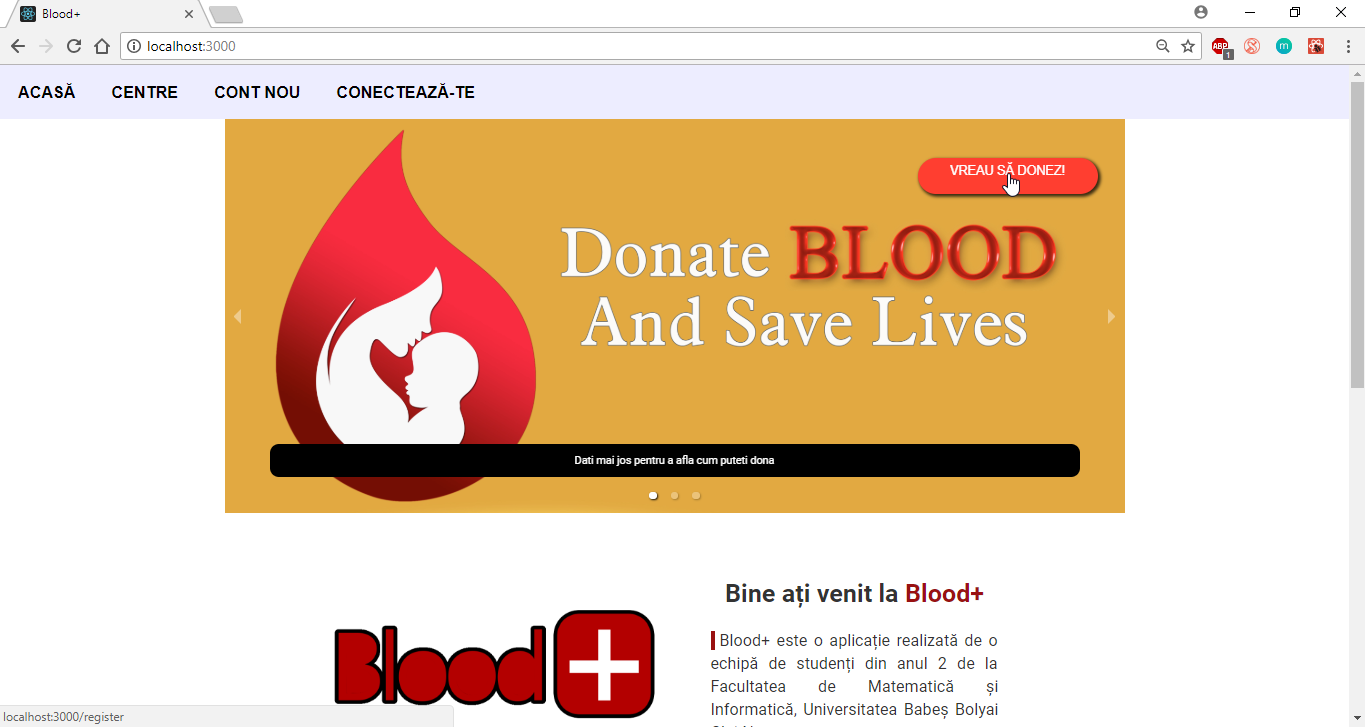 Blood+
localhost:3000
ABP
1
m
ACASĂ CENTRE CONT NOU CONECTEAZĂ-TE
VREAU SĂ DONEZ!
Donate BLOOD
And Save Lives
Dati mai jos pentru a afla cum puteti dona
Bine ați venit la Blood+
Blood+
Blood+ este o aplicație realizată de o
echipă de studenți din anul 2 de la
Facultatea de Matematică și
Informatică, Universitatea Babeș Bolyai
localhost:3000/register